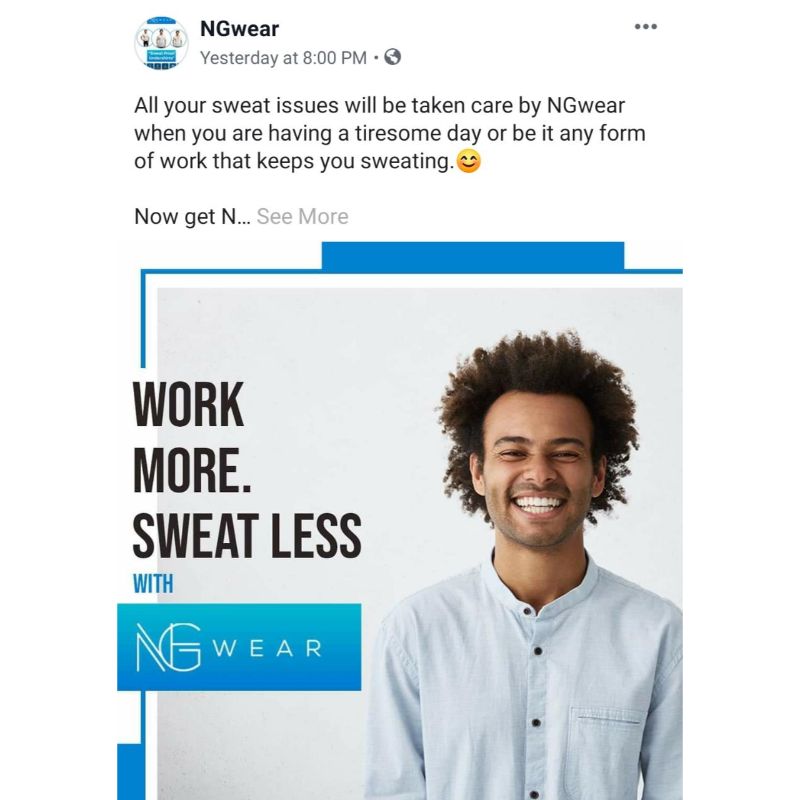 NGwear
Yesterday at 8:00 PM
All your sweat issues will be taken care by NGwear
when you are having a tiresome day or be it any form
of work that keeps you sweating.😊
Now get N... See More
WORK
MORE.
SWEAT LESS
WITH
NG WEAR